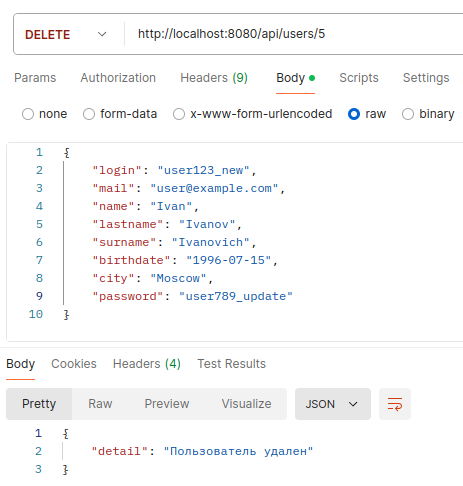 DELETE http://localhost:8080/api/users/5
Params Authorization Headers (9) Body Scripts Settings
none form-data x-www-form-urlencoded raw binary
1 {
2 "login": "user123_new",
3 "mail": "user@example.com",
4 "name": "Ivan",
5 "lastname": "Ivanov",
6 "surname": "Ivanovich",
7 "birthdate": "1996-07-15",
8 "city": "Moscow",
9 "password": "user789_update"
10 }
Body Cookies Headers (4) Test Results
Pretty Raw Preview Visualize JSON
1 {
2 "detail": "Пользователь удален"
3 }